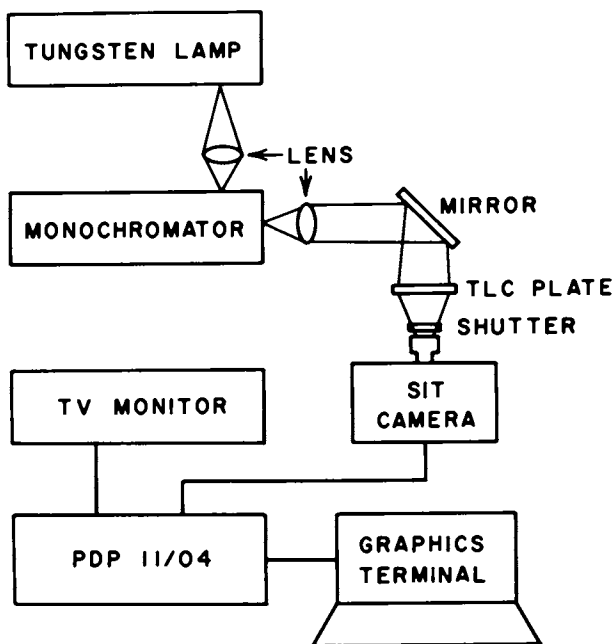 TUNGSTEN LAMP
LENS
MONOCHROMATOR
MIRROR
TLC PLATE
SHUTTER
SIT
CAMERA
TV MONITOR
PDP 11/04
GRAPHICS
TERMINAL